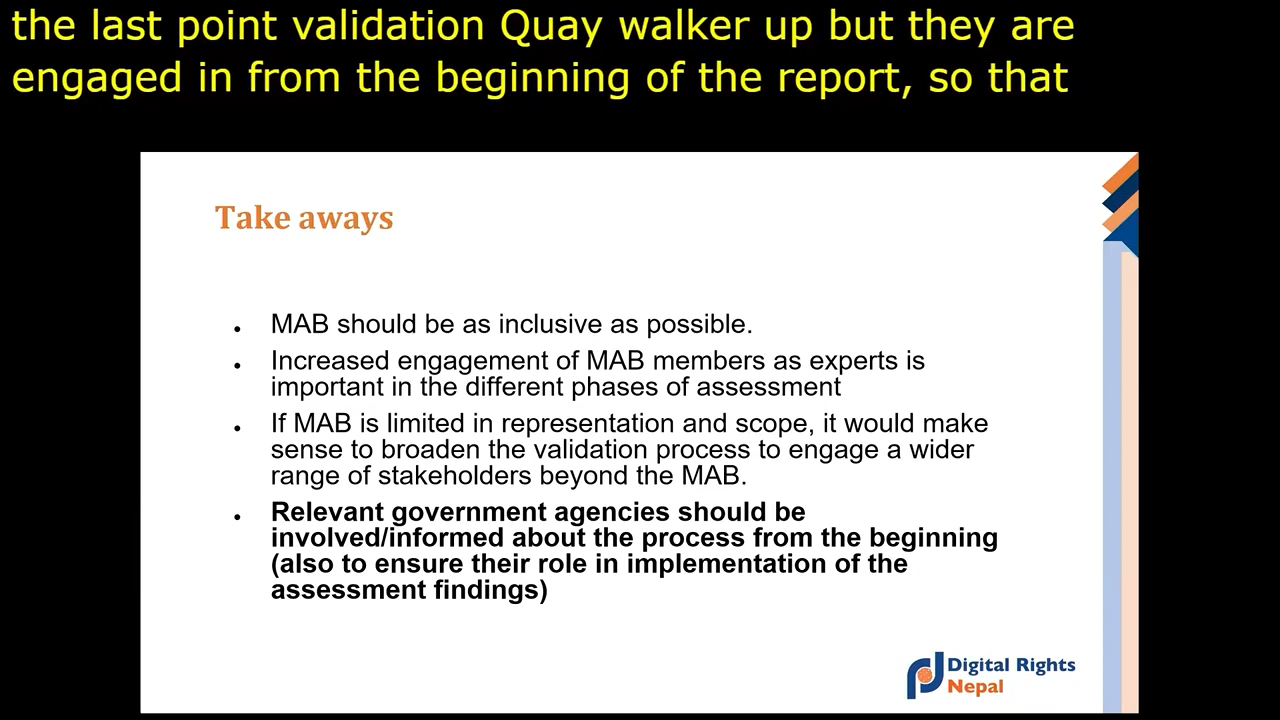 the last point validation Quay walker up but they are
engaged in from the beginning of the report, so that
Take aways
• MAB should be as inclusive as possible.
• Increased engagement of MAB members as experts is
important in the different phases of assessment
• If MAB is limited in representation and scope, it would make
sense to broaden the validation process to engage a wider
range of stakeholders beyond the MAB.
• Relevant government agencies should be
involved/informed about the process from the beginning
(also to ensure their role in implementation of the
assessment findings)
Digital Rights
Nepal